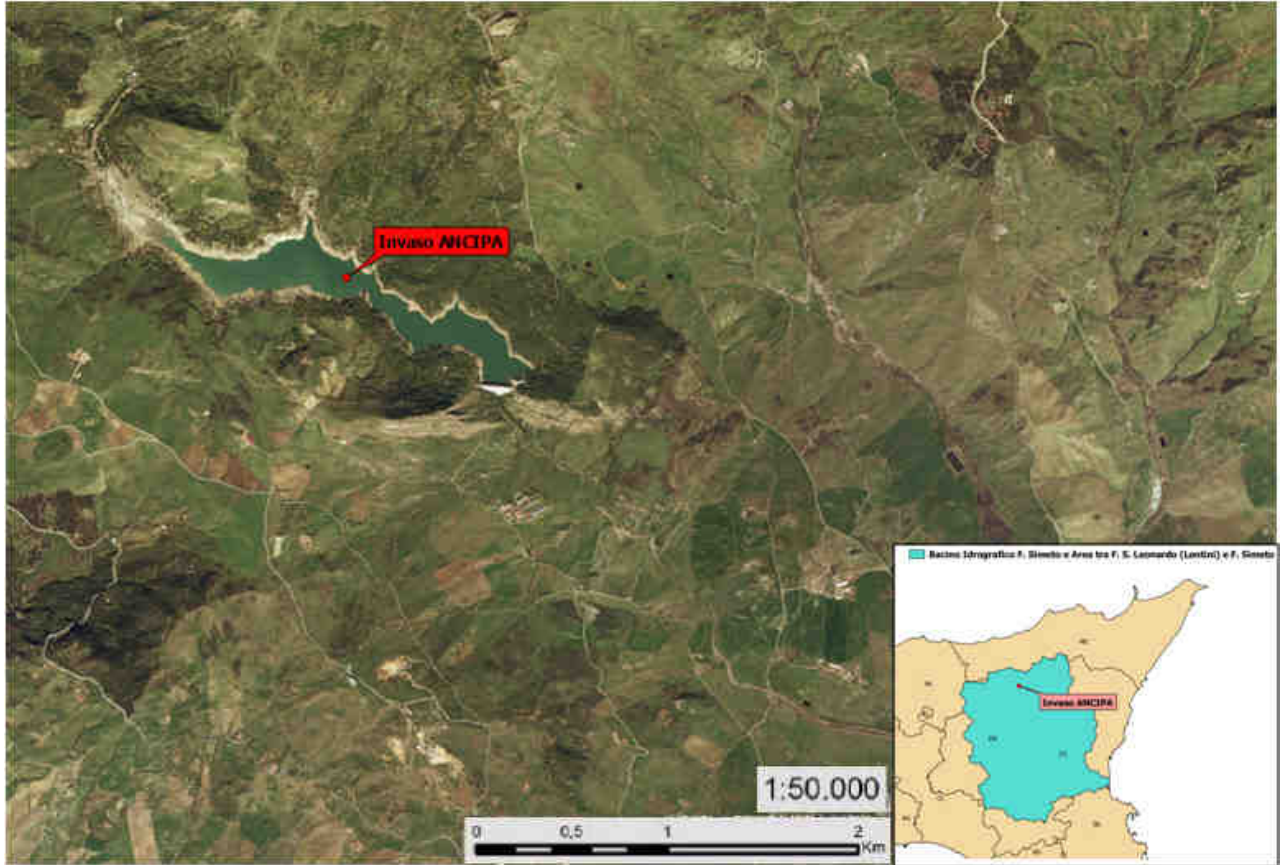 Invaso ANCIPA
Bacino Idrografico F. Simeto e Area tra F. S. Leonardo (Lentini) e F. Simeto
Invaso ANCIPA
1:50.000
0 0,5 1 2
Km